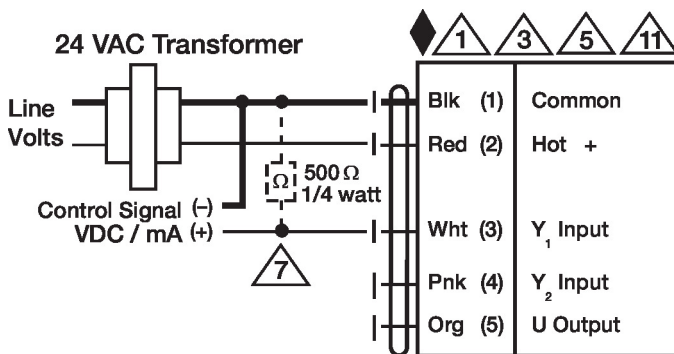 24 VAC Transformer
1 3 5 11
Line
Volts
Blk (1) Common
Red (2) Hot +
Ω 500 Ω
1/4 watt
Control Signal (–)
VDC / mA (+)
Wht (3) Y₁ Input
7
Pnk (4) Y₂ Input
Org (5) U Output